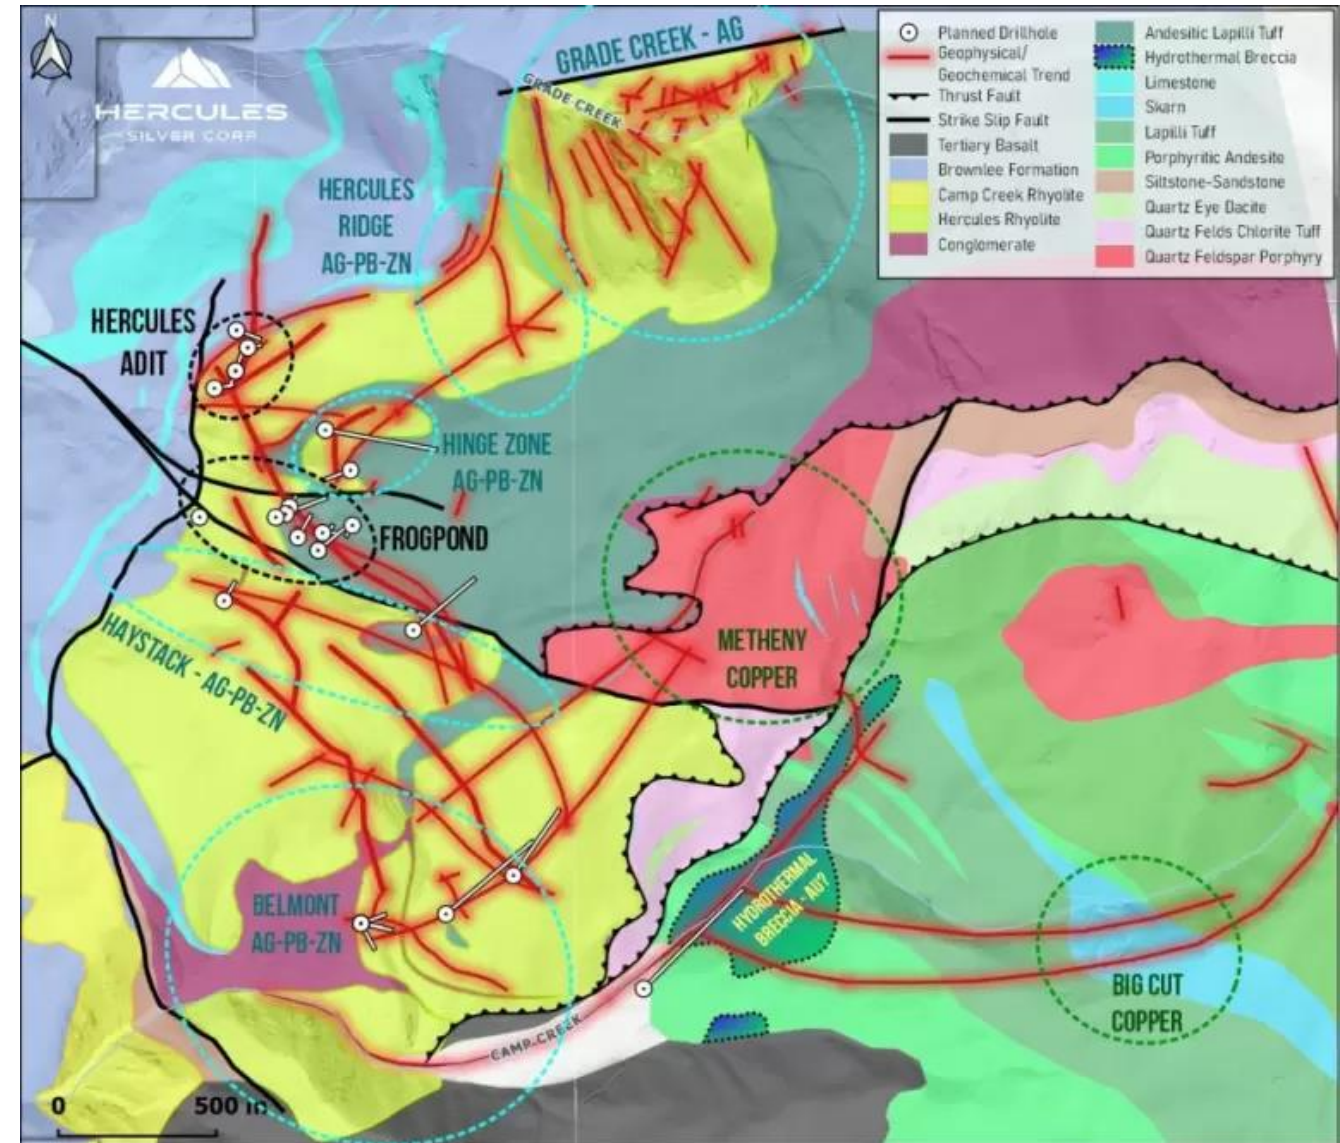 N
HERCULES
SILVER CORP
GRADE CREEK - AG
GRADE CREEK
HERCULES
RIDGE
AG-PB-ZN
HERCULES
ADIT
HINGE ZONE
AG-PB-ZN
FROGPOND
HAYSTACK - AG-PB-ZN
METHENY
COPPER
BELMONT
AG-PB-ZN
HYDROTHERMAL
BRECCIA - AU?
BIG CUT
COPPER
CAMP CREEK
0 500 m
Planned Drillhole
Geophysical/
Geochemical Trend
Thrust Fault
Strike Slip Fault
Tertiary Basalt
Brownlee Formation
Camp Creek Rhyolite
Hercules Rhyolite
Conglomerate
Andesitic Lapilli Tuff
Hydrothermal Breccia
Limestone
Skarn
Lapilli Tuff
Porphyritic Andesite
Siltstone-Sandstone
Quartz Eye Dacite
Quartz Felds Chlorite Tuff
Quartz Feldspar Porphyry